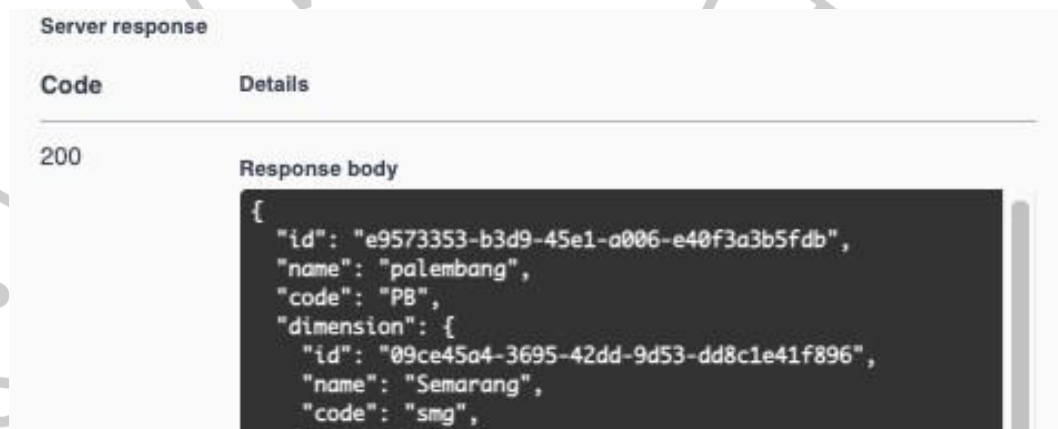 Server response
Code Details
200
Response body
{
"id": "e9573353-b3d9-45e1-a006-e40f3a3b5fdb",
"name": "palembang",
"code": "PB",
"dimension": {
"id": "09ce45a4-3695-42dd-9d53-dd8c1e41f896",
"name": "Semarang",
"code": "smg",